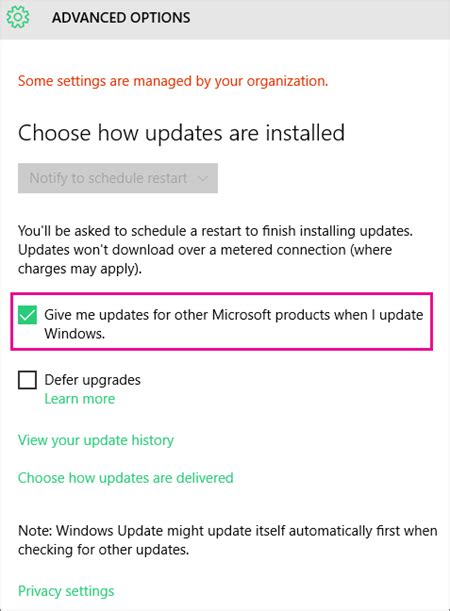 ADVANCED OPTIONS
Some settings are managed by your organization.
Choose how updates are installed
Notify to schedule restart
You'll be asked to schedule a restart to finish installing updates.
Updates won't download over a metered connection (where
charges may apply).
Give me updates for other Microsoft products when I update
Windows.
Defer upgrades
Learn more
View your update history
Choose how updates are delivered
Note: Windows Update might update itself automatically first when
checking for other updates.
Privacy settings